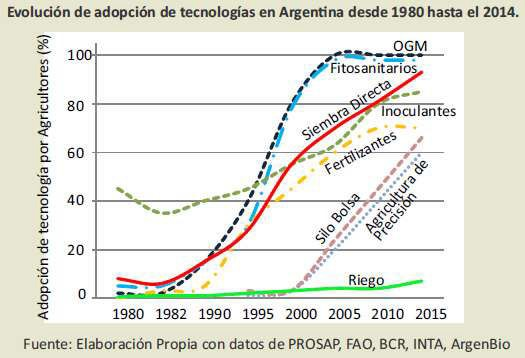 Evolución de adopción de tecnologías en Argentina desde 1980 hasta el 2014.
Adopción de tecnología por Agricultores (%)
100
80
60
40
20
0
OGM
Fitosanitarios
Siembra Directa
Inoculantes
Fertilizantes
Silo Bolsa
Agricultura de
Precisión
Riego
1980
1982
1990
1995
2000
2005
2010
2015
Fuente: Elaboración Propia con datos de PROSAP, FAO, BCR, INTA, ArgenBio